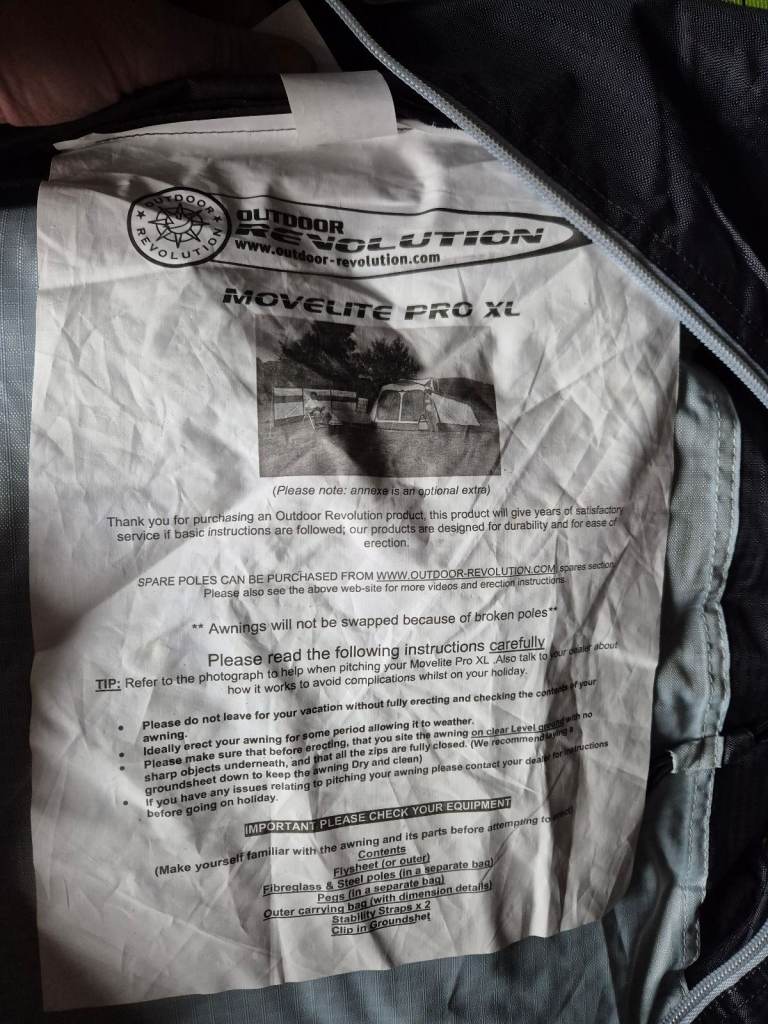 OUTDOOR
REVOLUTION
OUTDOOR
REVOLUTION
www.outdoor-revolution.com
MOVELITE PRO XL
(Please note: annexe is an optional extra)
Thank you for purchasing an Outdoor Revolution product, this product will give years of satisfactory
service if basic instructions are followed; our products are designed for durability and for ease of
erection.
SPARE POLES CAN BE PURCHASED FROM WWW.OUTDOOR-REVOLUTION.COM spares section
Please also see the above web-site for more videos and erection instructions
** Awnings will not be swapped because of broken poles**
Please read the following instructions carefully
TIP: Refer to the photograph to help when pitching your Movelite Pro XL .Also talk to your dealer about
how it works to avoid complications whilst on your holiday.
• Please do not leave for your vacation without fully erecting and checking the contents of your
awning.
• Ideally erect your awning for some period allowing it to weather.
• Please make sure that before erecting, that you site the awning on clear Level ground with no
sharp objects underneath, and that all the zips are fully closed. (We recommend laying a
groundsheet down to keep the awning Dry and clean)
• If you have any issues relating to pitching your awning please contact your dealer for instructions
before going on holiday.
IMPORTANT PLEASE CHECK YOUR EQUIPMENT
(Make yourself familiar with the awning and its parts before attempting to erect)
Contents
Flysheet (or outer)
Fibreglass & Steel poles (in a separate bag)
Pegs (in a separate bag)
Outer carrying bag (with dimension details)
Stability Straps x 2
Clip in Groundshet